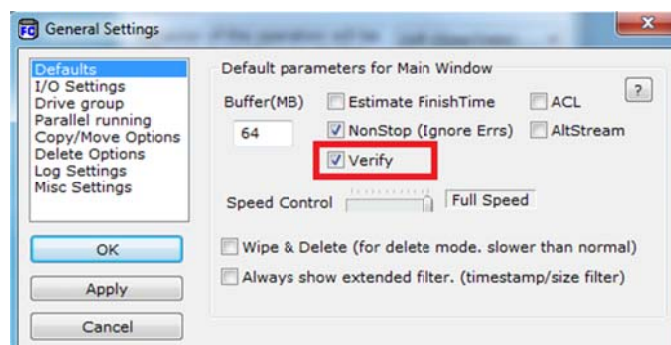 FC General Settings
Defaults
I/O Settings
Drive group
Parallel running
Copy/Move Options
Delete Options
Log Settings
Misc Settings
OK
Apply
Cancel
Default parameters for Main Window
?
Buffer(MB) Estimate FinishTime ACL
64 NonStop (Ignore Errs) AltStream
Verify
Speed Control Full Speed
Wipe & Delete (for delete mode. slower than normal)
Always show extended filter. (timestamp/size filter)